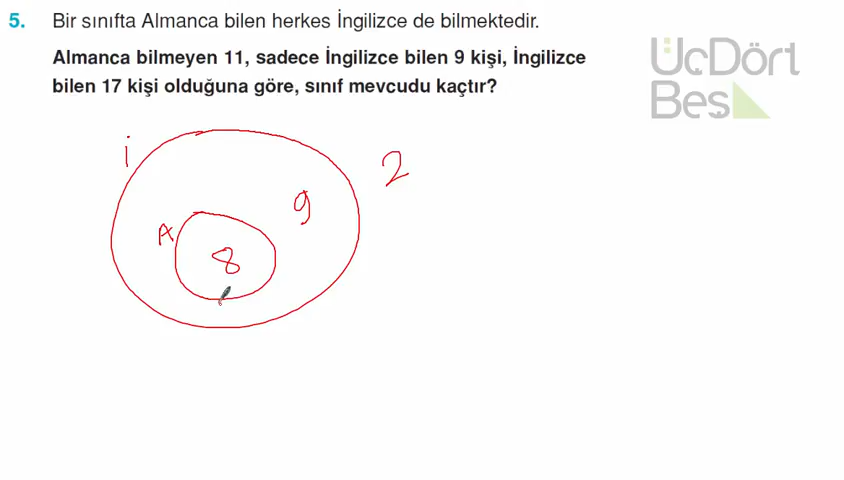 5. Bir sınıfta Almanca bilen herkes İngilizce de bilmektedir.
Almanca bilmeyen 11, sadece İngilizce bilen 9 kişi, İngilizce
bilen 17 kişi olduğuna göre, sınıf mevcudu kaçtır?
ÜçDört
Beş
İ
2
9
A
8